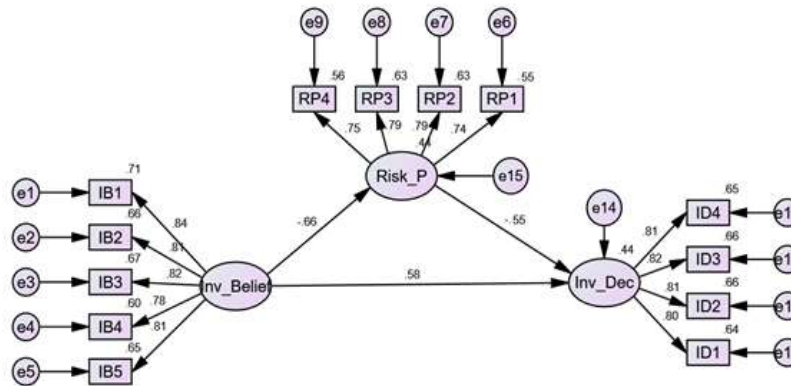 e9 e8 e7 e6
.56 .63 .63 .55
RP4 RP3 RP2 RP1
.75 .79 .79 .74
.44
Risk_P e15
.71
e1 IB1
.84
.66
e2 IB2
.81
.67
e3 IB3
.82
.60
e4 IB4
.78
.81
.65
e5 IB5
Inv_Belief
-.66
-.55
.58
e14
.44
Inv_Dec
.65
ID4
.81
.66
ID3
.82
.66
ID2
.81
.64
ID1
.80